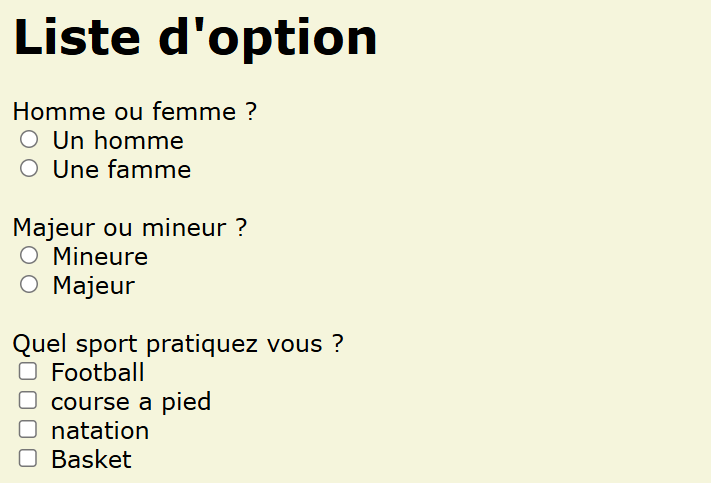 Liste d'option
Homme ou femme ?
Un homme
Une famme
Majeur ou mineur ?
Mineure
Majeur
Quel sport pratiquez vous ?
Football
course a pied
natation
Basket